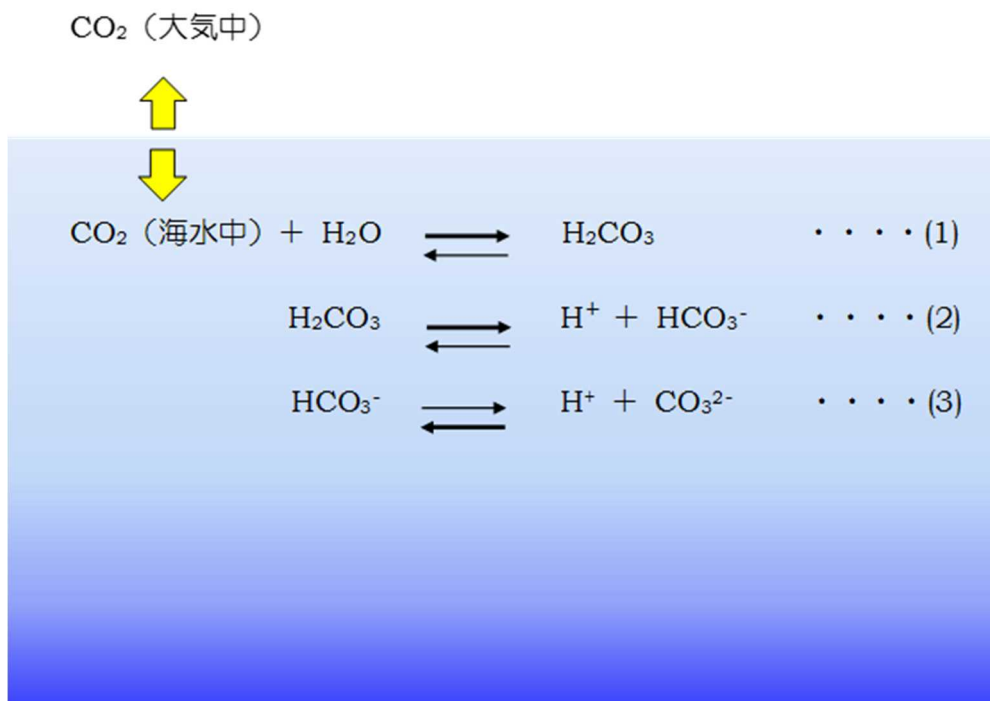 CO₂（大気中）
CO₂（海水中）+ H₂O ⇄ H₂CO₃ ・・・・(1)
H₂CO₃ ⇄ H⁺ + HCO₃⁻ ・・・・(2)
HCO₃⁻ ⇄ H⁺ + CO₃²⁻ ・・・・(3)